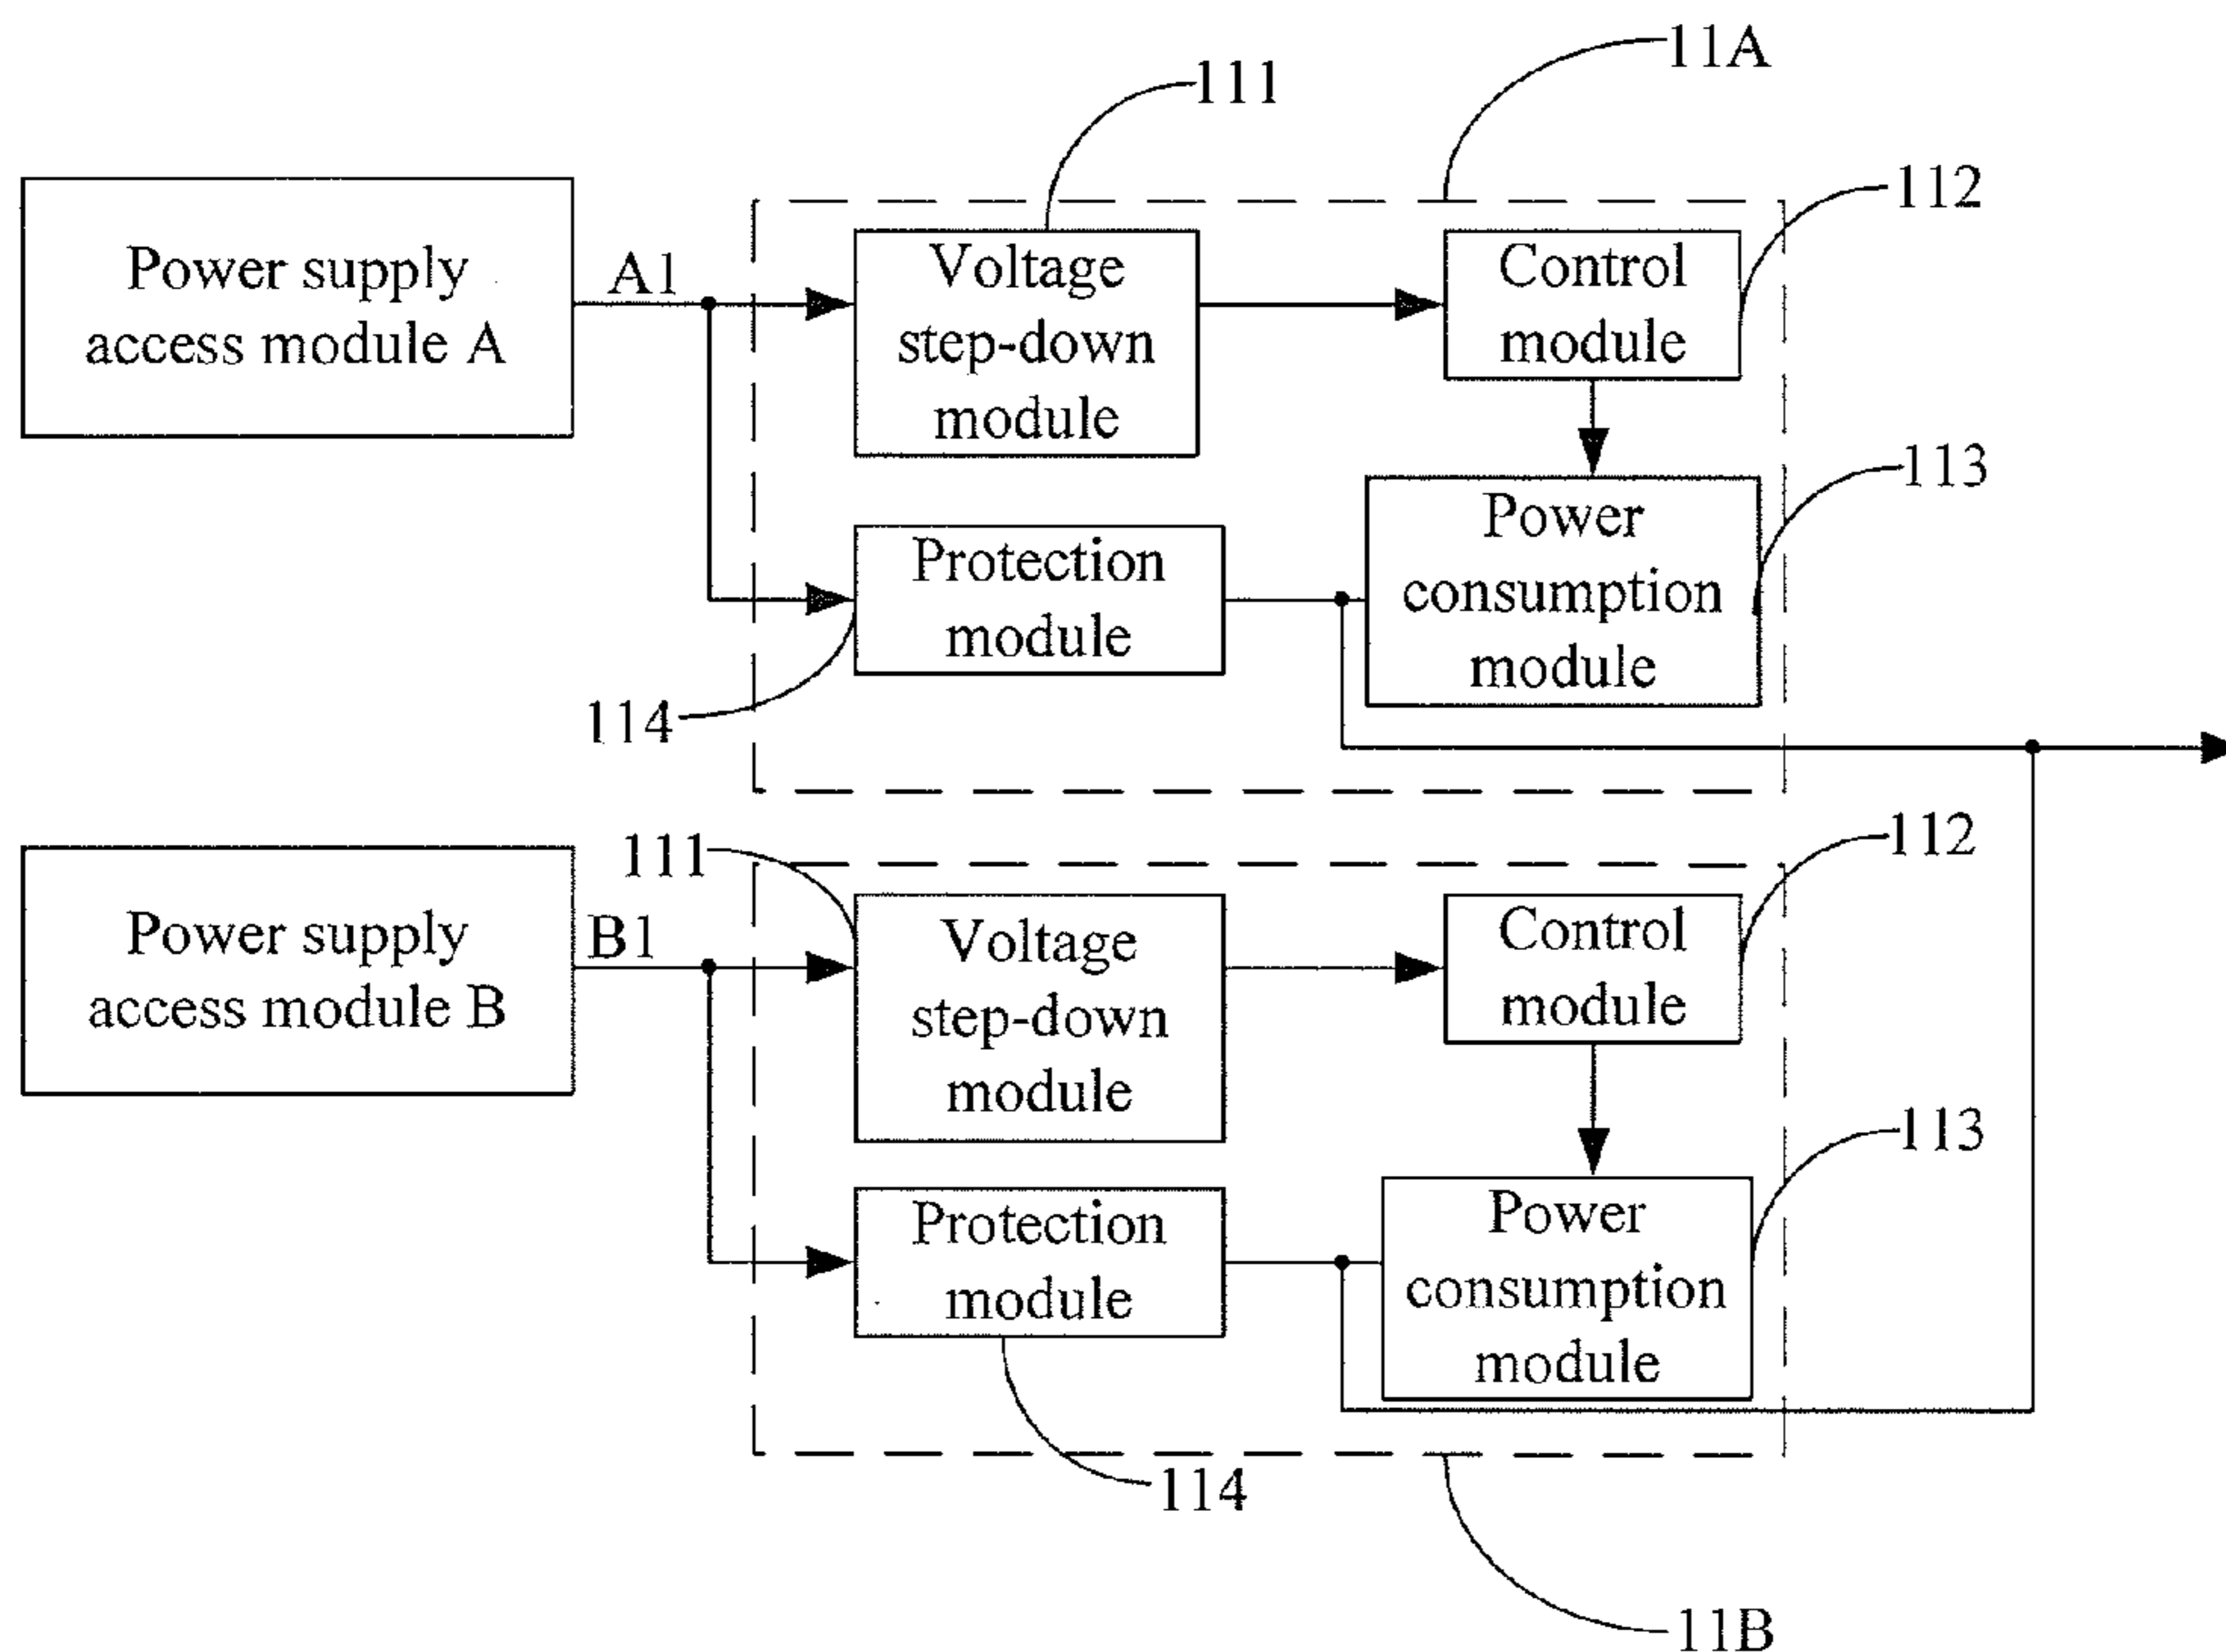 11A
111
112
Power supply
access module A
A1
Voltage
step-down
module
Control
module
113
Power
consumption
module
Protection
module
114
111
112
Power supply
access module B
B1
Voltage
step-down
module
Control
module
113
Power
consumption
module
Protection
module
114
11B